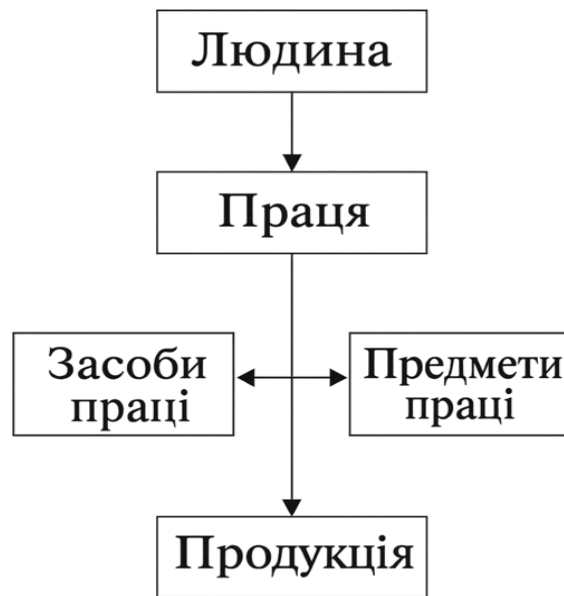 Людина
Праця
Засоби
праці
Предмети
праці
Продукція